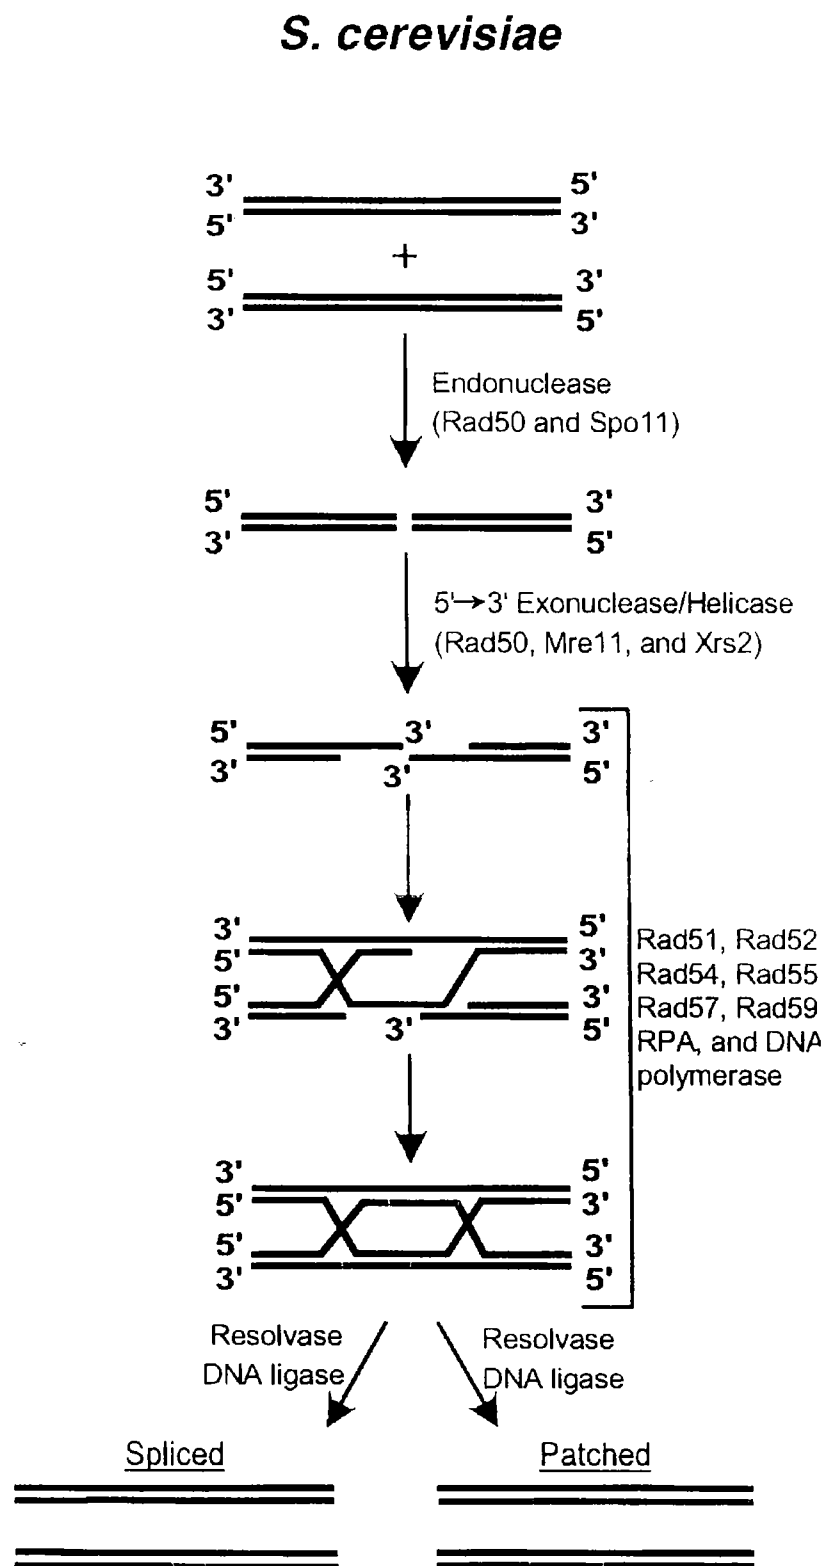 S. cerevisiae
3' 5'
5' 3'
+
5' 3'
3' 5'
Endonuclease
(Rad50 and Spo11)
5' 3'
3' 5'
5'→3' Exonuclease/Helicase
(Rad50, Mre11, and Xrs2)
5' 3' 3'
3' 3' 5'
3' 5'
5' 3'
5' 3'
3' 3' 5'
Rad51, Rad52
Rad54, Rad55
Rad57, Rad59
RPA, and DNA
polymerase
3' 5'
5' 3'
5' 3'
3' 5'
Resolvase
DNA ligase
Resolvase
DNA ligase
Spliced
Patched